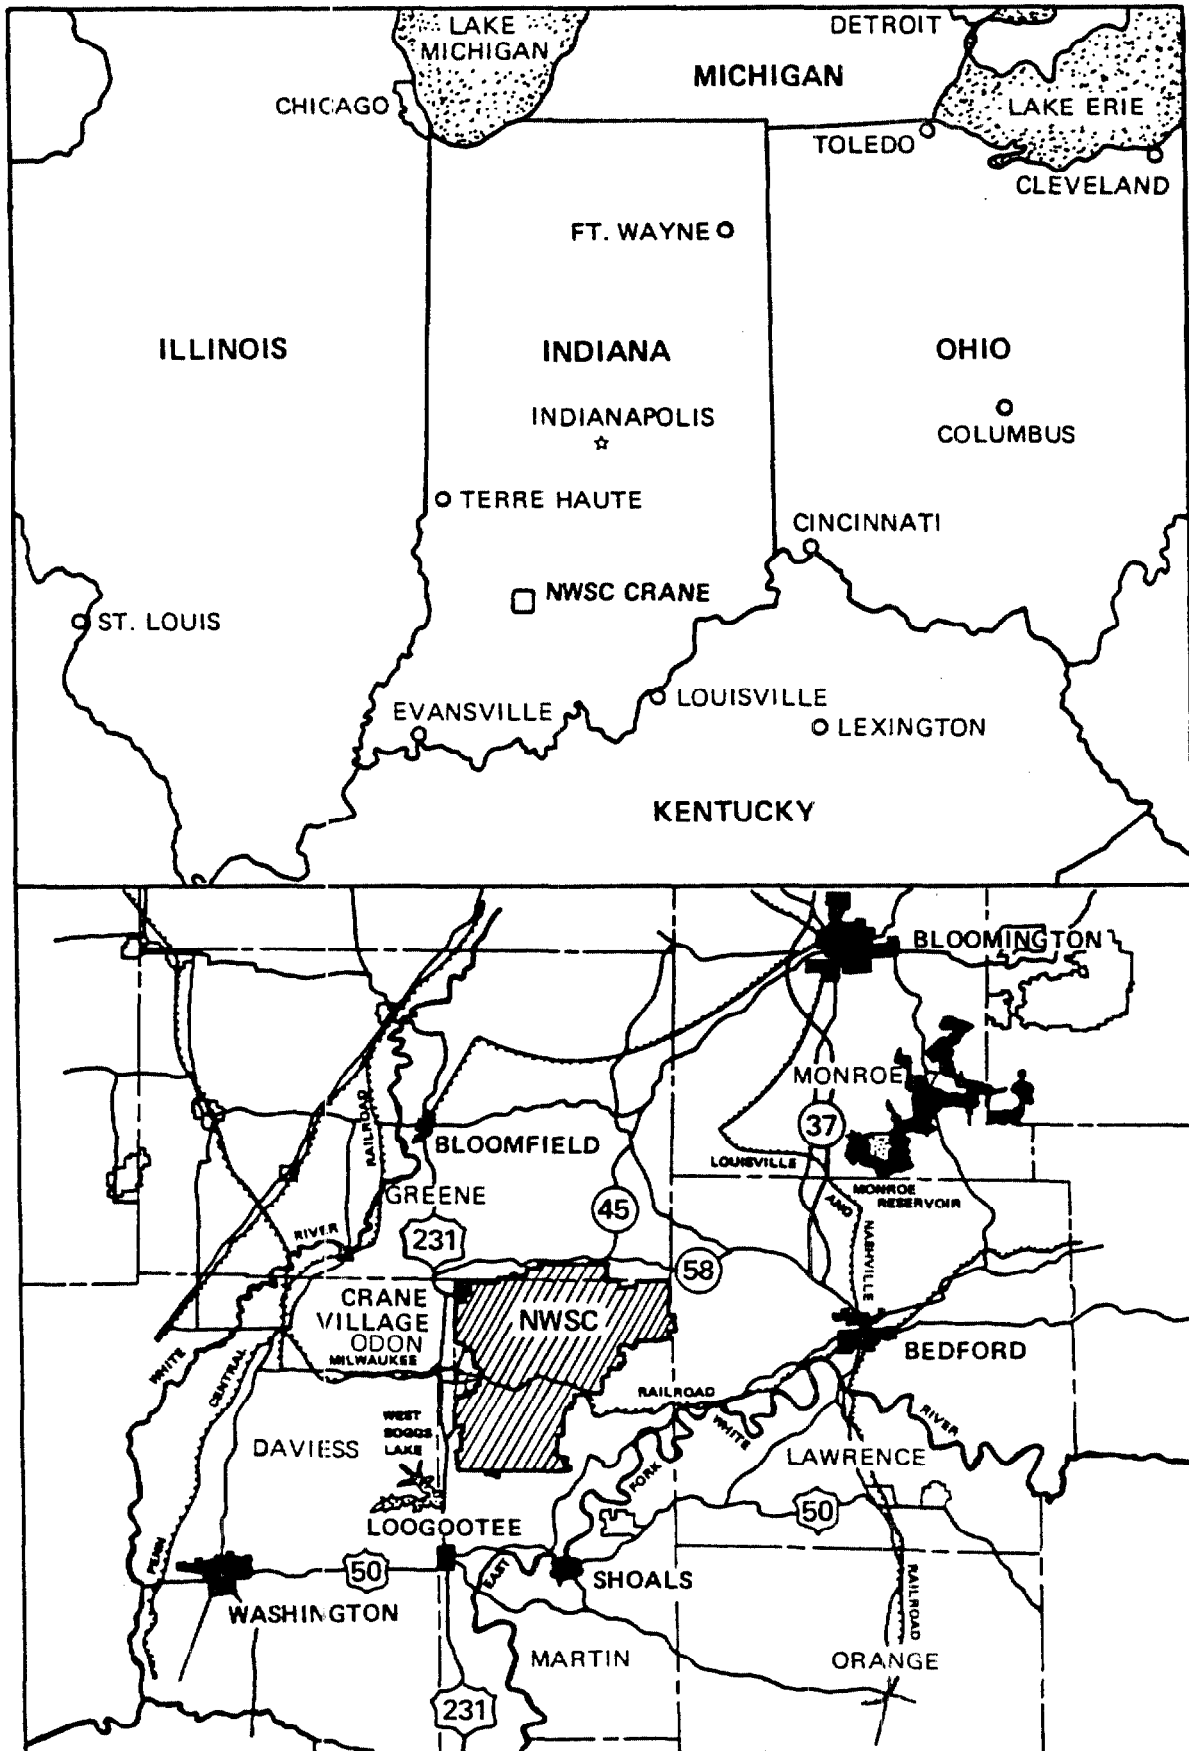 LAKE
MICHIGAN
DETROIT
MICHIGAN
CHICAGO
LAKE ERIE
TOLEDO
CLEVELAND
FT. WAYNE
ILLINOIS
INDIANA
OHIO
INDIANAPOLIS
COLUMBUS
TERRE HAUTE
CINCINNATI
NWSC CRANE
ST. LOUIS
LOUISVILLE
EVANSVILLE
LEXINGTON
KENTUCKY
BLOOMINGTON
MONROE
RAILROAD
37
BLOOMFIELD
LOUISVILLE
AND
NASHVILLE
MONROE
RESERVOIR
GREENE
45
RIVER
231
58
CRANE
VILLAGE
NWSC
ODON
MILWAUKEE
BEDFORD
WHITE
CENTRAL
RAILROAD
WEST
BOGGS
LAKE
WHITE
RIVER
DAVIESS
LAWRENCE
FORK
50
LOOGOOTEE
PENN
50
EAST
SHOALS
RAILROAD
WASHINGTON
MARTIN
ORANGE
231